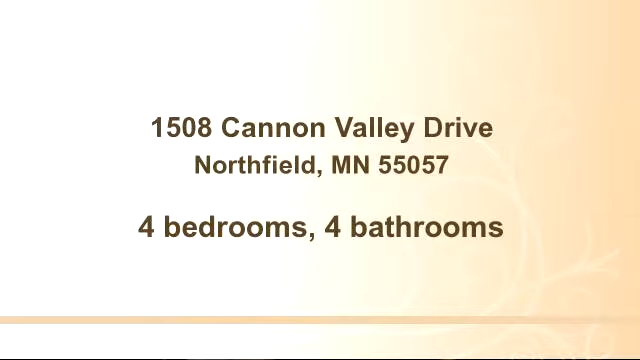 1508 Cannon Valley Drive
Northfield, MN 55057
4 bedrooms, 4 bathrooms